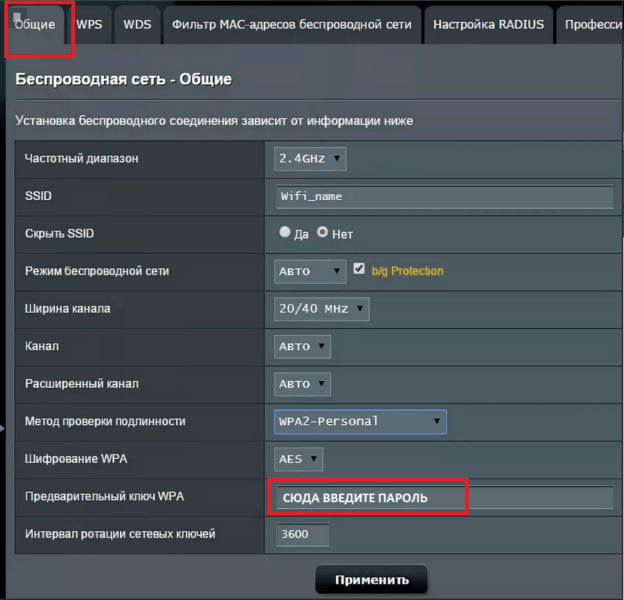 Общие WPS WDS Фильтр MAC-адресов беспроводной сети Настройка RADIUS Професси
Беспроводная сеть - Общие
Установка беспроводного соединения зависит от информации ниже
Частотный диапазон 2.4GHz
SSID Wifi_name
Скрыть SSID Да Нет
Режим беспроводной сети Авто b/g Protection
Ширина канала 20/40 MHz
Канал Авто
Расширенный канал Авто
Метод проверки подлинности WPA2-Personal
Шифрование WPA AES
Предварительный ключ WPA СЮДА ВВЕДИТЕ ПАРОЛЬ
Интервал ротации сетевых ключей 3600
Применить